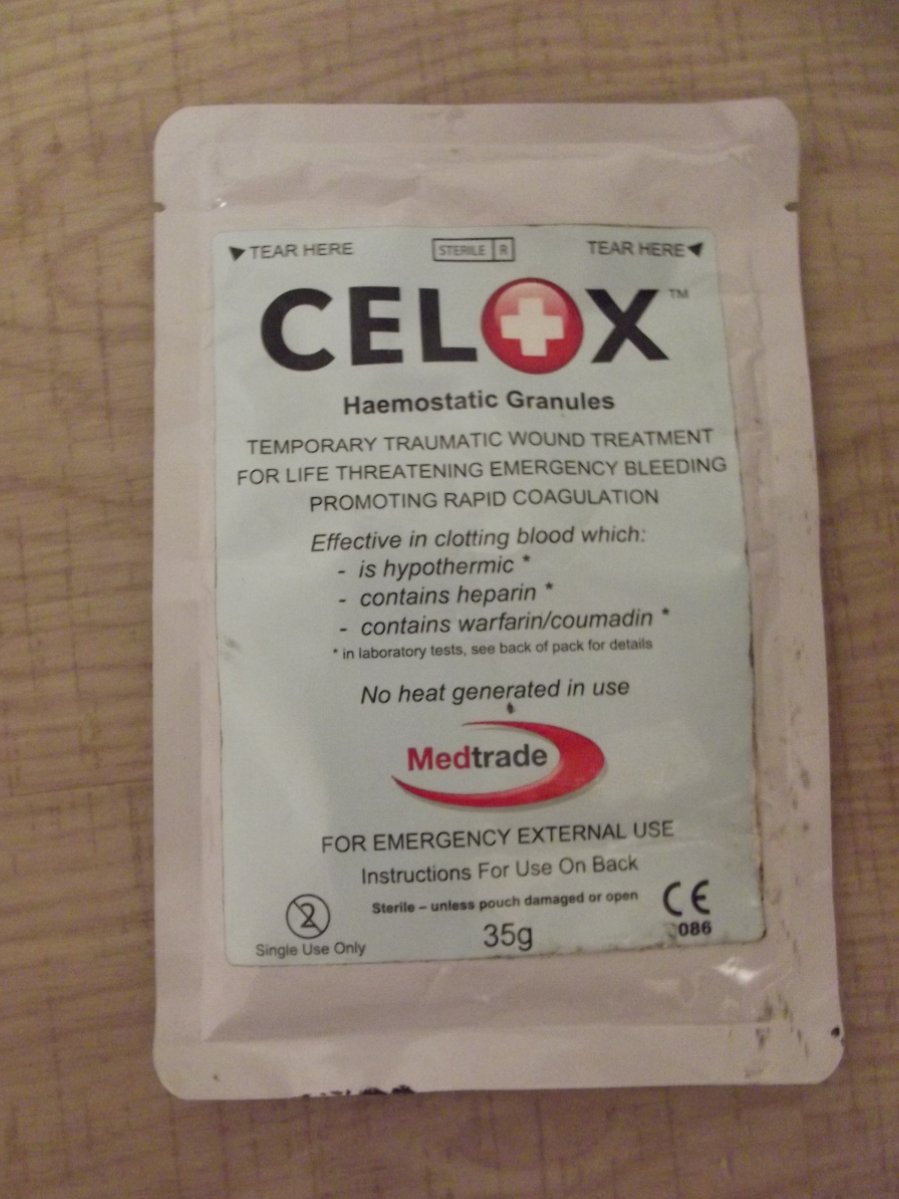 TEAR HERE STERILE R TEAR HERE
CELOX™
Haemostatic Granules
TEMPORARY TRAUMATIC WOUND TREATMENT
FOR LIFE THREATENING EMERGENCY BLEEDING
PROMOTING RAPID COAGULATION
Effective in clotting blood which:
- is hypothermic *
- contains heparin *
- contains warfarin/coumadin *
* in laboratory tests, see back of pack for details
No heat generated in use
Medtrade
FOR EMERGENCY EXTERNAL USE
Instructions For Use On Back
Sterile – unless pouch damaged or open
2
CE
086
Single Use Only
35g